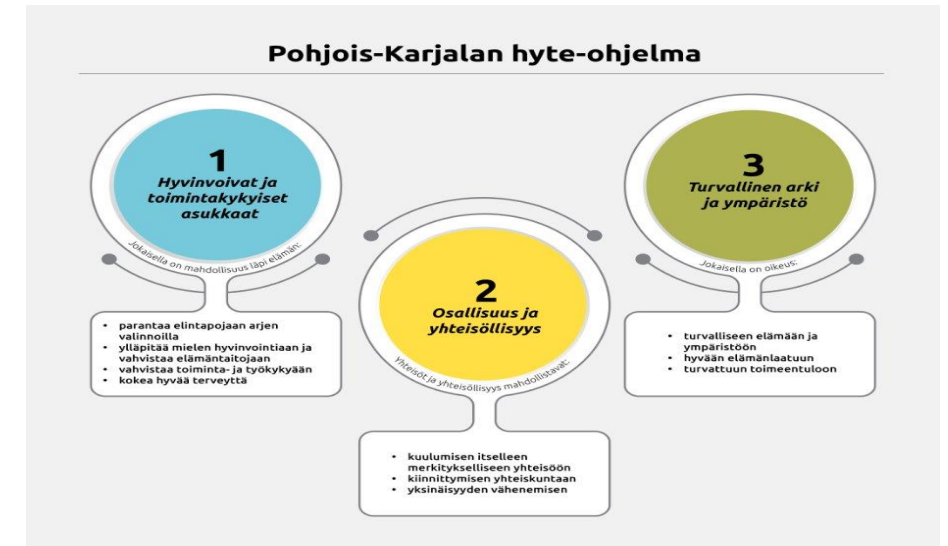 Pohjois-Karjalan hyte-ohjelma
1
Hyvinvoivat ja
toimintakykyiset
asukkaat
Jokaisella on mahdollisuus läpi elämän:
• parantaa elintapojaan arjen
valinnoilla
• ylläpitää mielen hyvinvointiaan ja
vahvistaa elämäntaitojaan
• vahvistaa toiminta- ja työkykyään
• kokea hyvää terveyttä
2
Osallisuus ja
yhteisöllisyys
Yhteisöt ja yhteisöllisyys mahdollistavat:
• kuulumisen itselleen
merkitykselliseen yhteisöön
• kiinnittymisen yhteiskuntaan
• yksinäisyyden vähenemisen
3
Turvallinen arki
ja ympäristö
Jokaisella on oikeus:
• turvalliseen elämään ja
ympäristöön
• hyvään elämänlaatuun
• turvattuun toimeentuloon